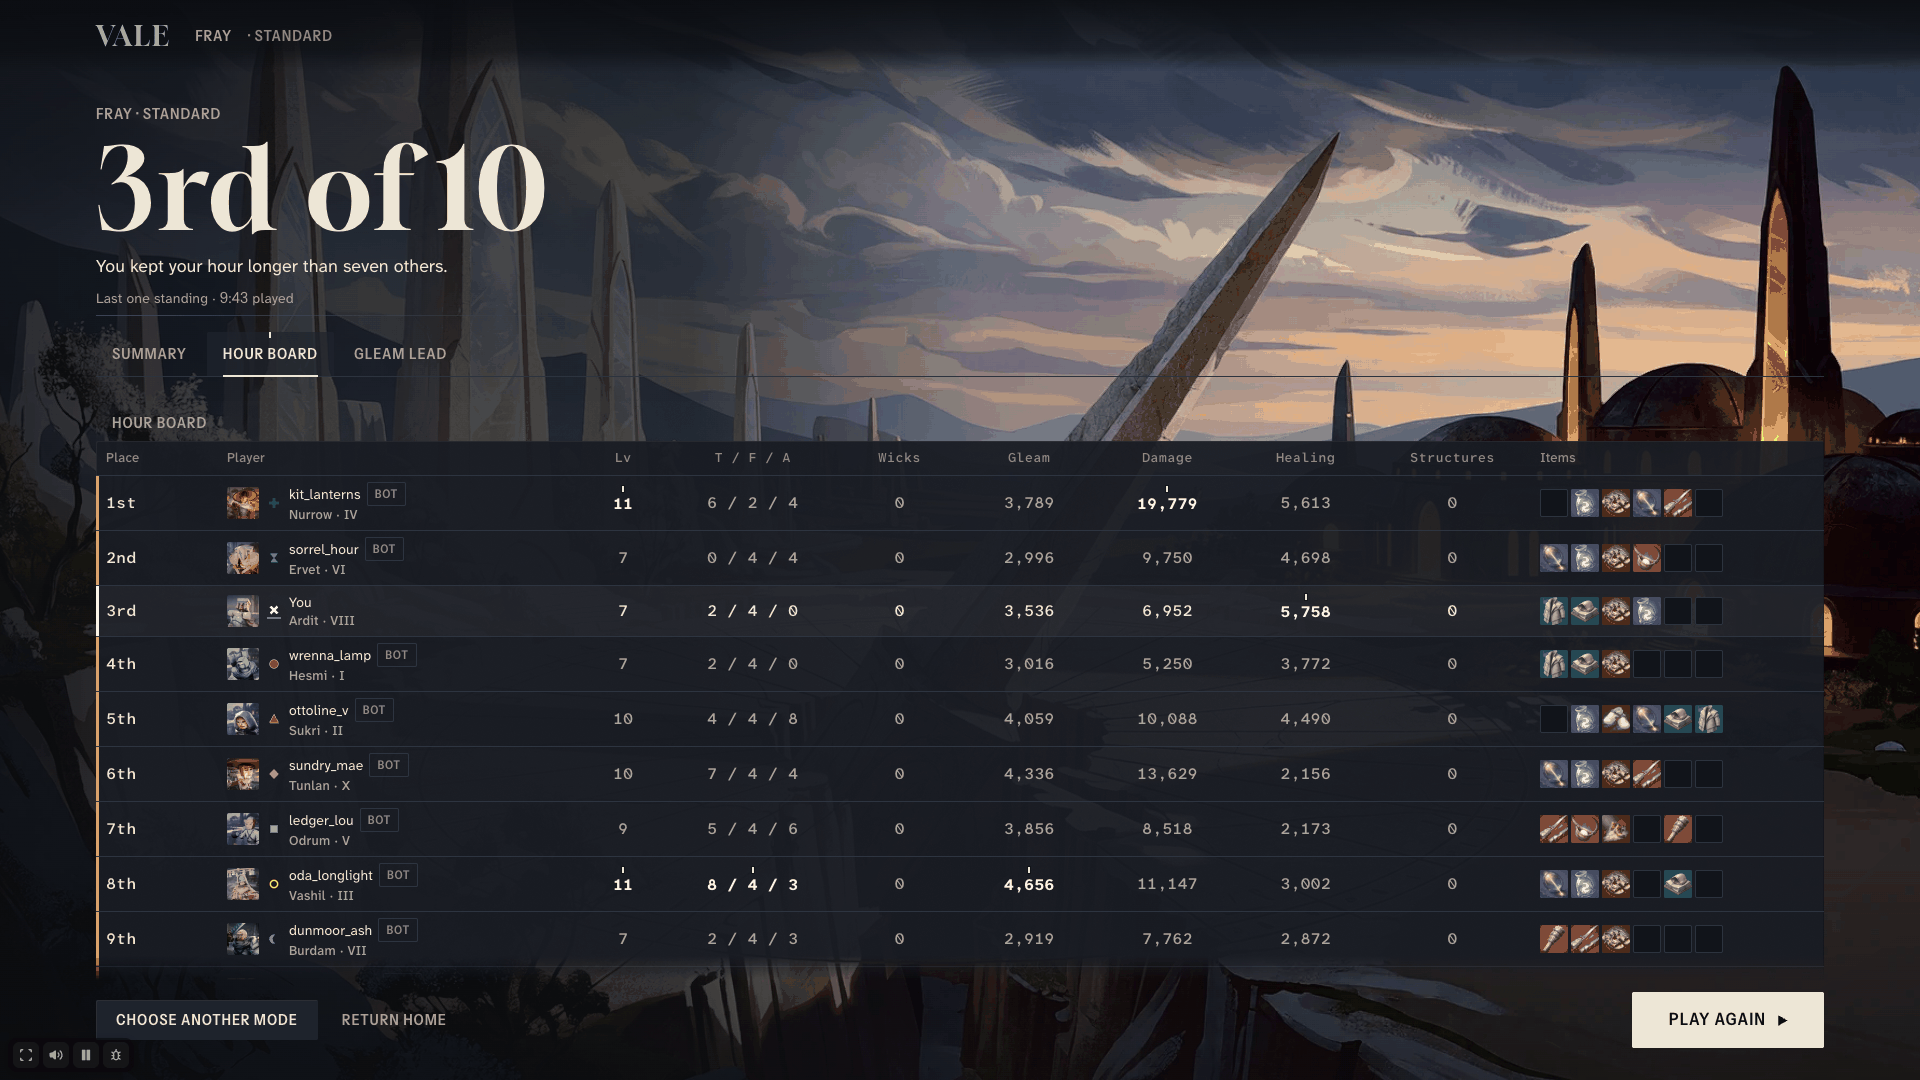 VALE FRAY · STANDARD
FRAY · STANDARD
3rd of 10
You kept your hour longer than seven others.
Last one standing · 9:43 played
SUMMARY HOUR BOARD GLEAM LEAD
HOUR BOARD
Place Player Lv T / F / A Wicks Gleam Damage Healing Structures Items
1st kit_lanterns BOT 11 6 / 2 / 4 0 3,789 19,779 5,613 0
Nurrow · IV
2nd sorrel_hour BOT 7 0 / 4 / 4 0 2,996 9,750 4,698 0
Ervet · VI
3rd You 7 2 / 4 / 0 0 3,536 6,952 5,758 0
Ardit · VIII
4th wrenna_lamp BOT 7 2 / 4 / 0 0 3,016 5,250 3,772 0
Hesmi · I
5th ottoline_v BOT 10 4 / 4 / 8 0 4,059 10,088 4,490 0
Sukri · II
6th sundry_mae BOT 10 7 / 4 / 4 0 4,336 13,629 2,156 0
Tunlan · X
7th ledger_lou BOT 9 5 / 4 / 6 0 3,856 8,518 2,173 0
Odrum · V
8th oda_longlight BOT 11 8 / 4 / 3 0 4,656 11,147 3,002 0
Vashil · III
9th dunmoor_ash BOT 7 2 / 4 / 3 0 2,919 7,762 2,872 0
Burdam · VII
CHOOSE ANOTHER MODE RETURN HOME PLAY AGAIN